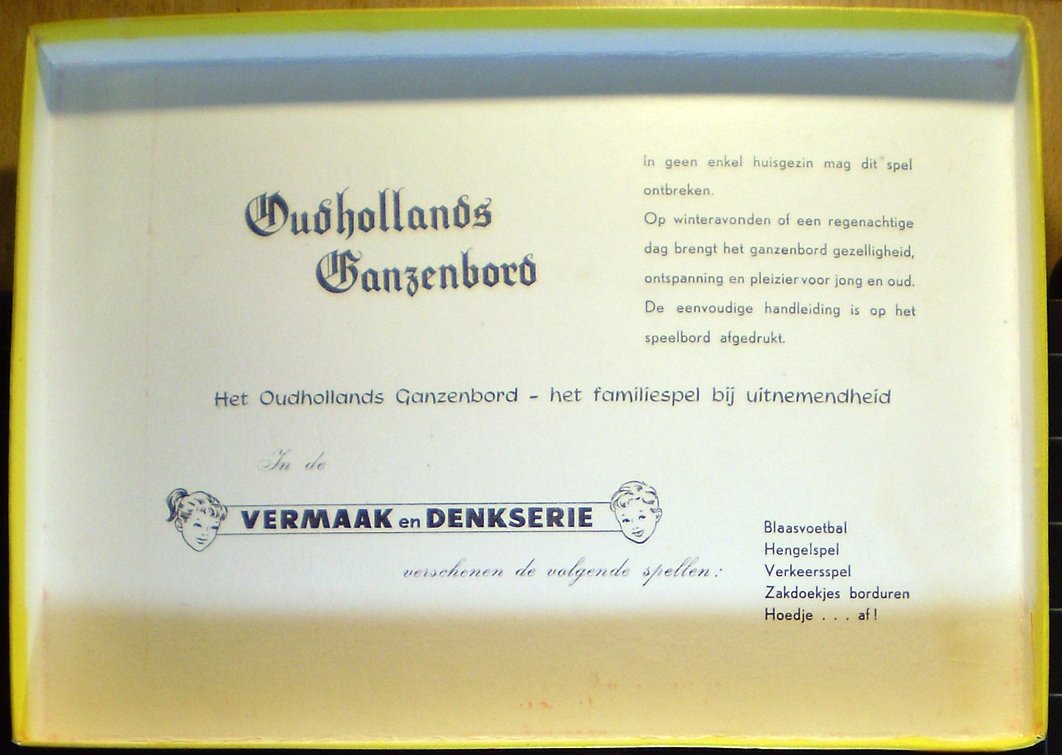 Oudhollands
Ganzenbord
In geen enkel huisgezin mag dit spel
ontbreken.
Op winteravonden of een regenachtige
dag brengt het ganzenbord gezelligheid,
ontspanning en pleizier voor jong en oud.
De eenvoudige handleiding is op het
speelbord afgedrukt.
Het Oudhollands Ganzenbord - het familiespel bij uitnemendheid
In de
VERMAAK en DENKSERIE
verschenen de volgende spellen:
Blaasvoetbal
Hengelspel
Verkeersspel
Zakdoekjes borduren
Hoedje . . . af!